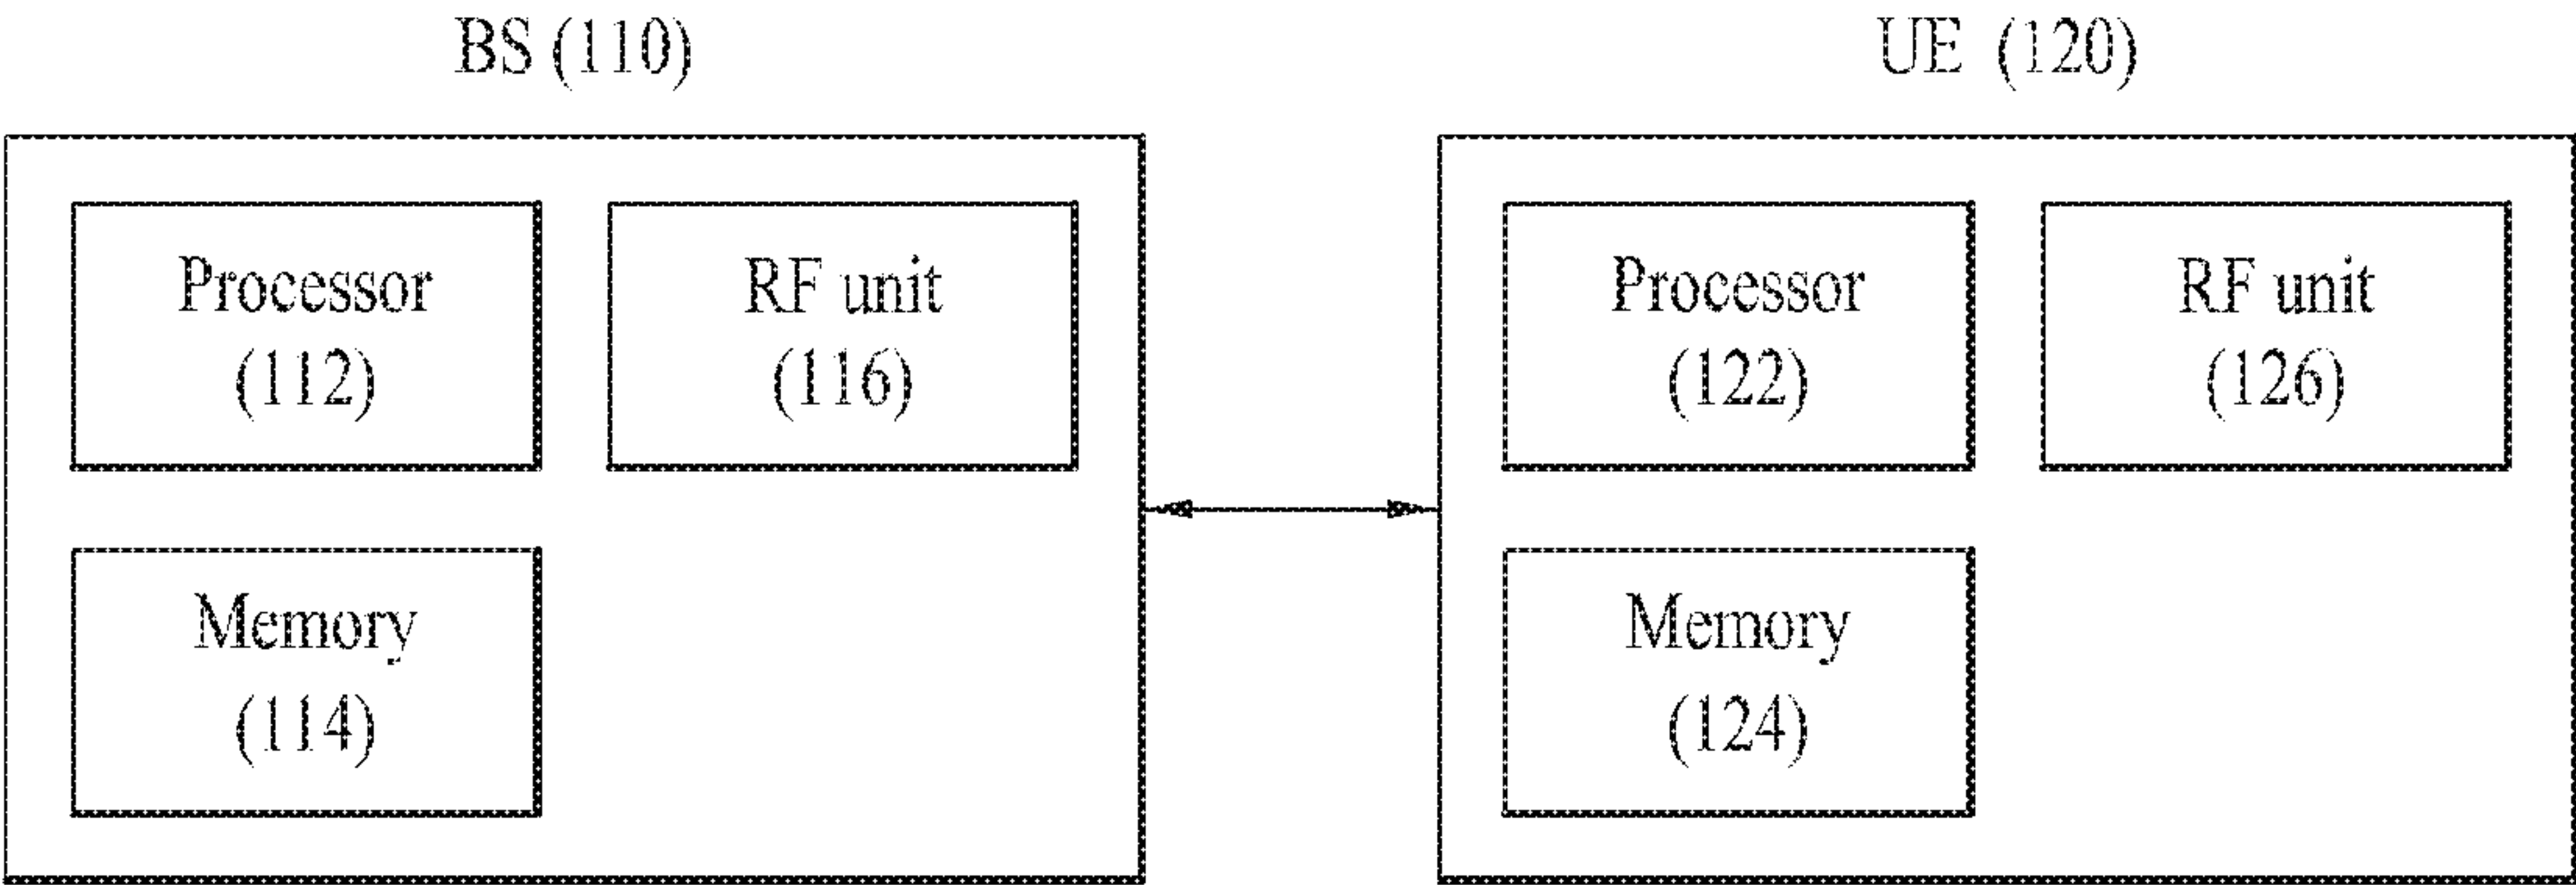 BS (110)
Processor
(112)
RF unit
(116)
Memory
(114)
UE (120)
Processor
(122)
RF unit
(126)
Memory
(124)